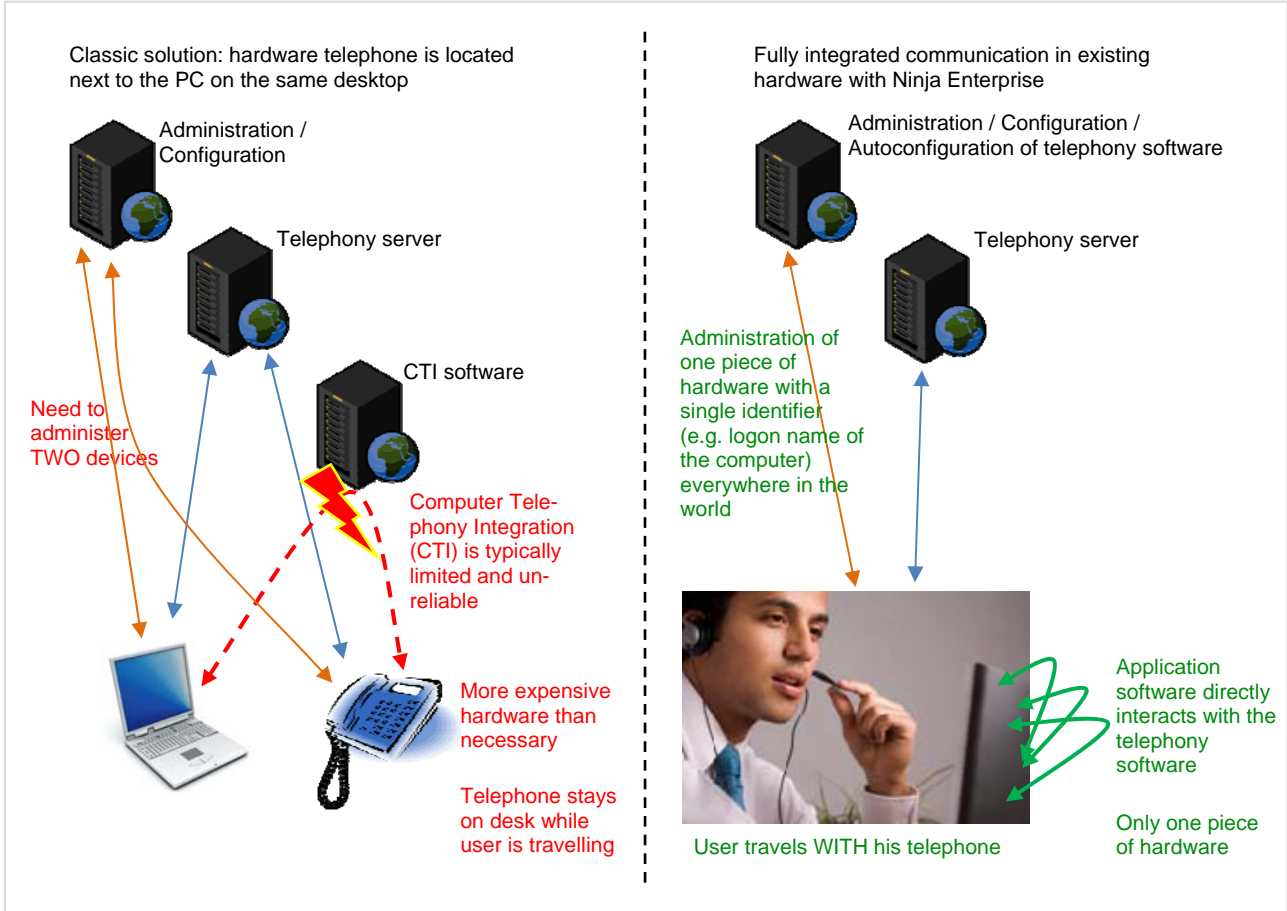 Classic solution: hardware telephone is located
next to the PC on the same desktop
Administration /
Configuration
Telephony server
CTI software
Need to
administer
TWO devices
Computer Tele-
phony Integration
(CTI) is typically
limited and un-
reliable
More expensive
hardware than
necessary
Telephone stays
on desk while
user is travelling
Fully integrated communication in existing
hardware with Ninja Enterprise
Administration / Configuration /
Autoconfiguration of telephony software
Telephony server
Administration of
one piece of
hardware with a
single identifier
(e.g. logon name of
the computer)
everywhere in the
world
Application
software directly
interacts with the
telephony
software
Only one piece
of hardware
User travels WITH his telephone